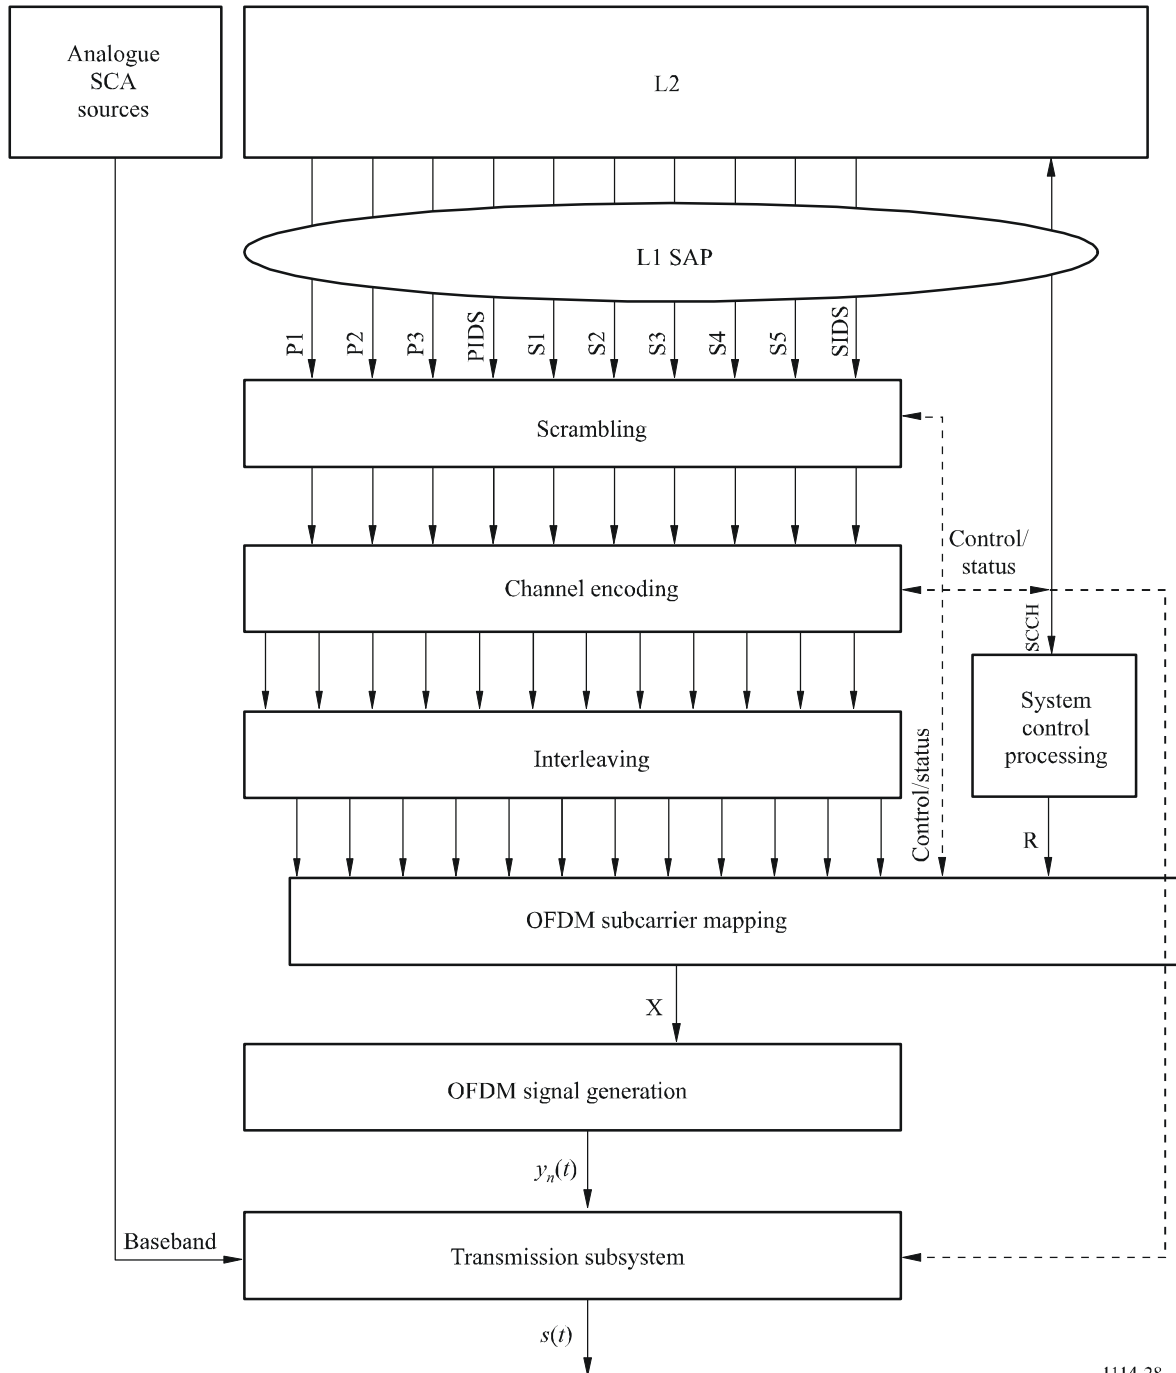 Analogue
SCA
sources
L2
L1 SAP
P1
P2
P3
PIDS
S1
S2
S3
S4
S5
SIDS
Scrambling
Control/
status
Channel encoding
SCCH
System
control
processing
Interleaving
Control/status
R
OFDM subcarrier mapping
X
OFDM signal generation
yn(t)
Baseband
Transmission subsystem
s(t)
1114-28